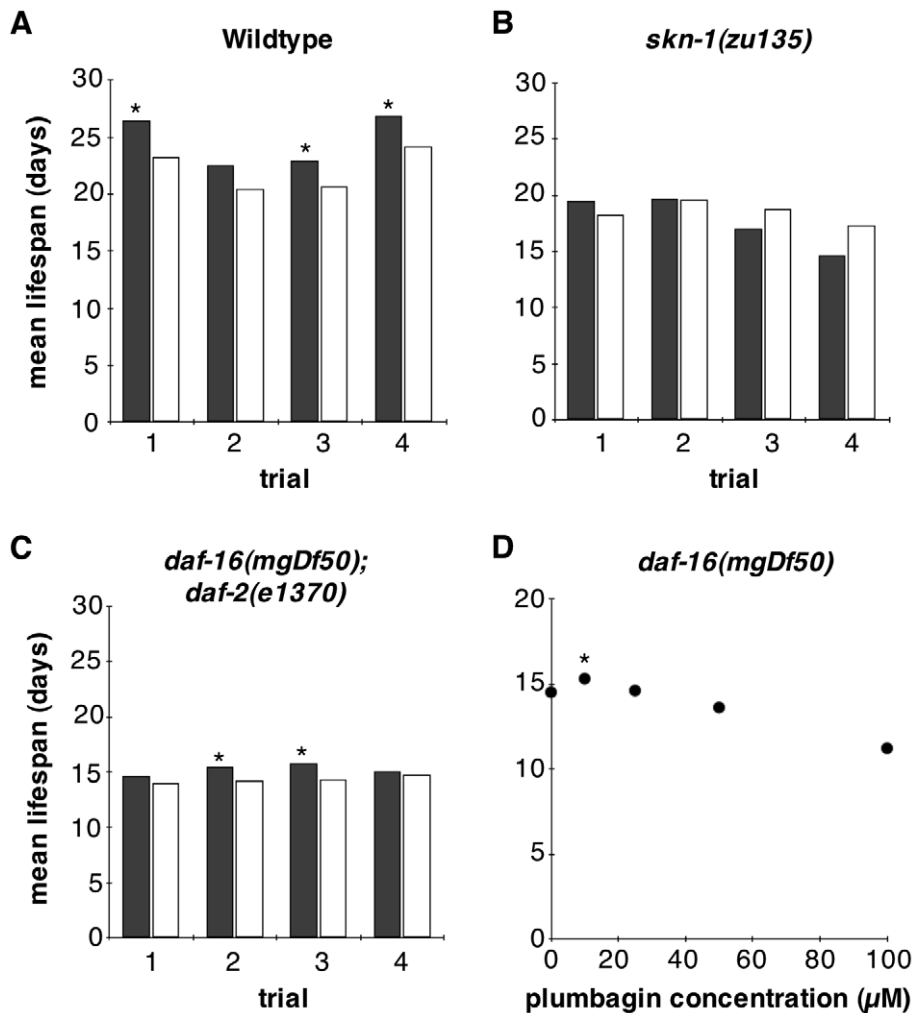 A
Wildtype
30
25
20
15
10
5
0
mean lifespan (days)
*
*
*
1 2 3 4
trial
B
skn-1(zu135)
30
25
20
15
10
5
0
1 2 3 4
trial
C
daf-16(mgDf50);
daf-2(e1370)
30
25
20
15
10
5
0
mean lifespan (days)
*
*
1 2 3 4
trial
D
daf-16(mgDf50)
20
15
10
5
0
*
0 20 40 60 80 100
plumbagin concentration (µM)